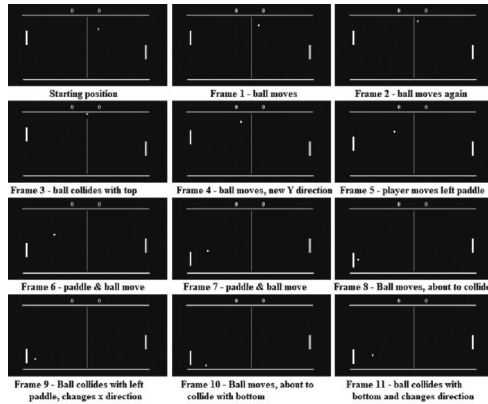 0 0
0 0
0 0
Starting position
Frame 1 - ball moves
Frame 2 - ball moves again
0 0
0 0
0 0
Frame 3 - ball collides with top
Frame 4 - ball moves, new Y direction
Frame 5 - player moves left paddle
0 0
0 0
0 0
Frame 6 - paddle & ball move
Frame 7 - paddle & ball move
Frame 8 - Ball moves, about to collide
0 0
0 0
0 0
Frame 9 - Ball collides with left
paddle, changes x direction
Frame 10 - Ball moves, about to
collide with bottom
Frame 11 - ball collides with
bottom and changes direction